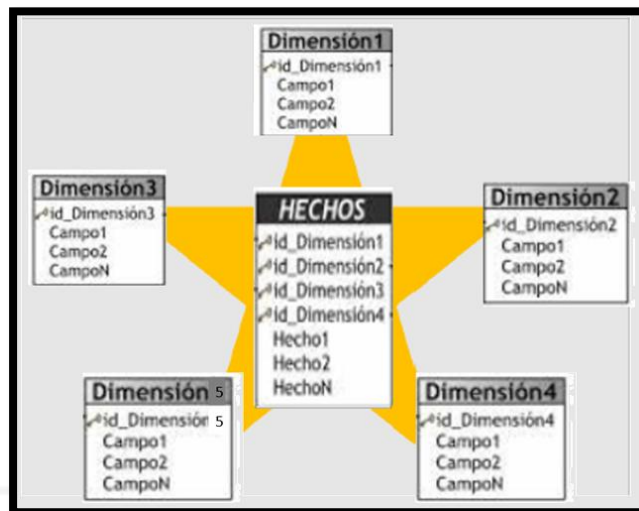 Dimensión1
id_Dimensión1
Campo1
Campo2
CampoN
Dimensión3
id_Dimensión3
Campo1
Campo2
CampoN
HECHOS
id_Dimensión1
id_Dimensión2
id_Dimensión3
id_Dimensión4
Hecho1
Hecho2
HechoN
Dimensión2
id_Dimensión2
Campo1
Campo2
CampoN
Dimensión 5
id_Dimensión 5
Campo1
Campo2
CampoN
Dimensión4
id_Dimensión4
Campo1
Campo2
CampoN